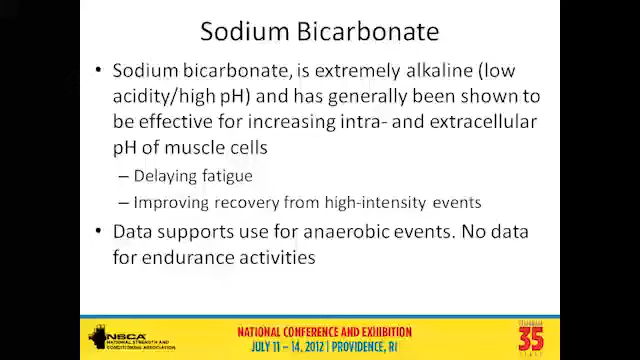 Sodium Bicarbonate
• Sodium bicarbonate, is extremely alkaline (low
acidity/high pH) and has generally been shown to
be effective for increasing intra- and extracellular
pH of muscle cells
– Delaying fatigue
– Improving recovery from high-intensity events
• Data supports use for anaerobic events. No data
for endurance activities
NSCA
NATIONAL STRENGTH AND
CONDITIONING ASSOCIATION
NATIONAL CONFERENCE AND EXHIBITION
JULY 11 – 14, 2012 | PROVIDENCE, RI
35
YEARS